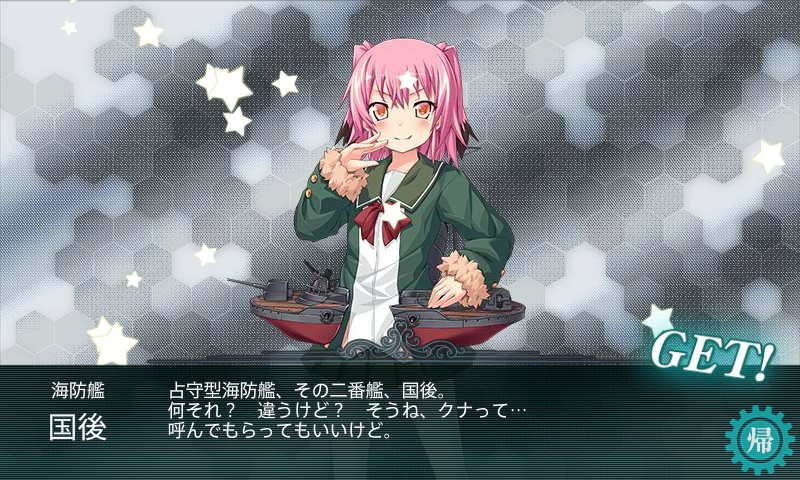 GET!
海防艦
国後
占守型海防艦、その二番艦、国後。
何それ？　違うけど？　そうね、クナって…
呼んでもらってもいいけど。
帰